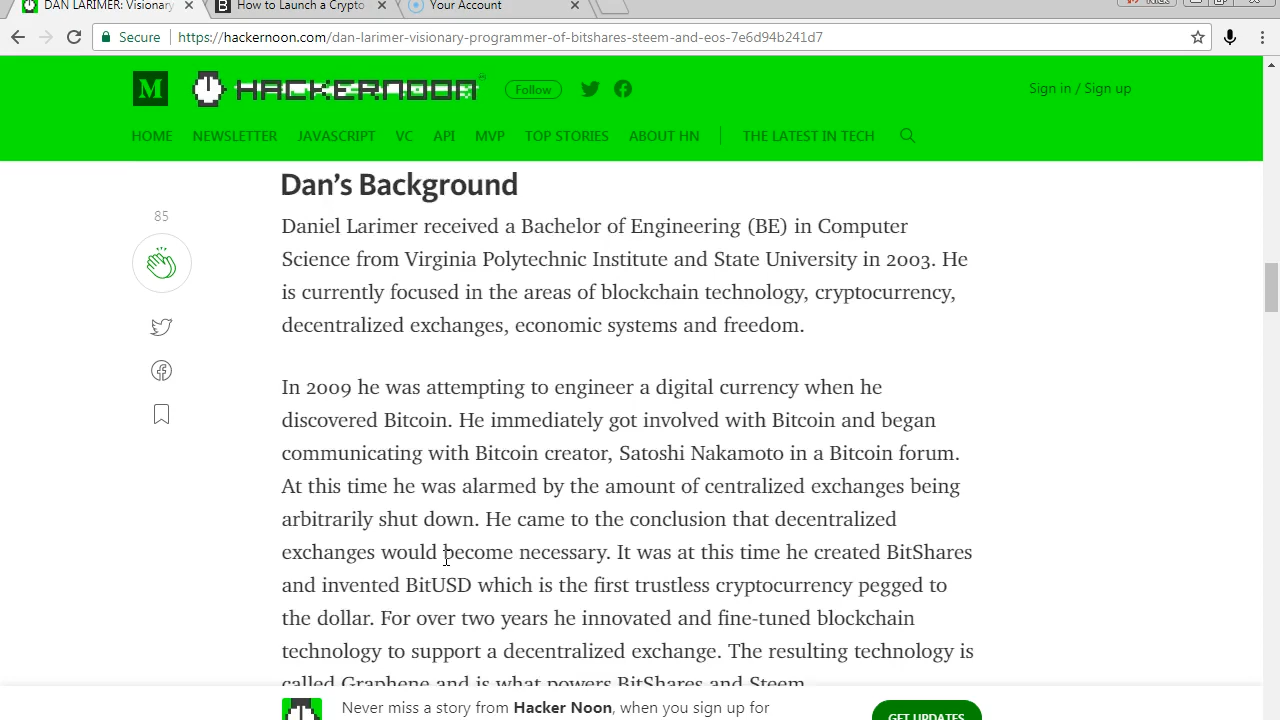 DAN LARIMER: Visionary
How to Launch a Crypto
Your Account
Secure
https://hackernoon.com/dan-larimer-visionary-programmer-of-bitshares-steem-and-eos-7e6d94b241d7
M
HACKERNOON
Follow
Sign in / Sign up
HOME NEWSLETTER JAVASCRIPT VC API MVP TOP STORIES ABOUT HN THE LATEST IN TECH
Dan’s Background
85
Daniel Larimer received a Bachelor of Engineering (BE) in Computer
Science from Virginia Polytechnic Institute and State University in 2003. He
is currently focused in the areas of blockchain technology, cryptocurrency,
decentralized exchanges, economic systems and freedom.
In 2009 he was attempting to engineer a digital currency when he
discovered Bitcoin. He immediately got involved with Bitcoin and began
communicating with Bitcoin creator, Satoshi Nakamoto in a Bitcoin forum.
At this time he was alarmed by the amount of centralized exchanges being
arbitrarily shut down. He came to the conclusion that decentralized
exchanges would become necessary. It was at this time he created BitShares
and invented BitUSD which is the first trustless cryptocurrency pegged to
the dollar. For over two years he innovated and fine-tuned blockchain
technology to support a decentralized exchange. The resulting technology is
called Graphene and is what powers BitShares and Steem.
Never miss a story from Hacker Noon, when you sign up for
GET UPDATES